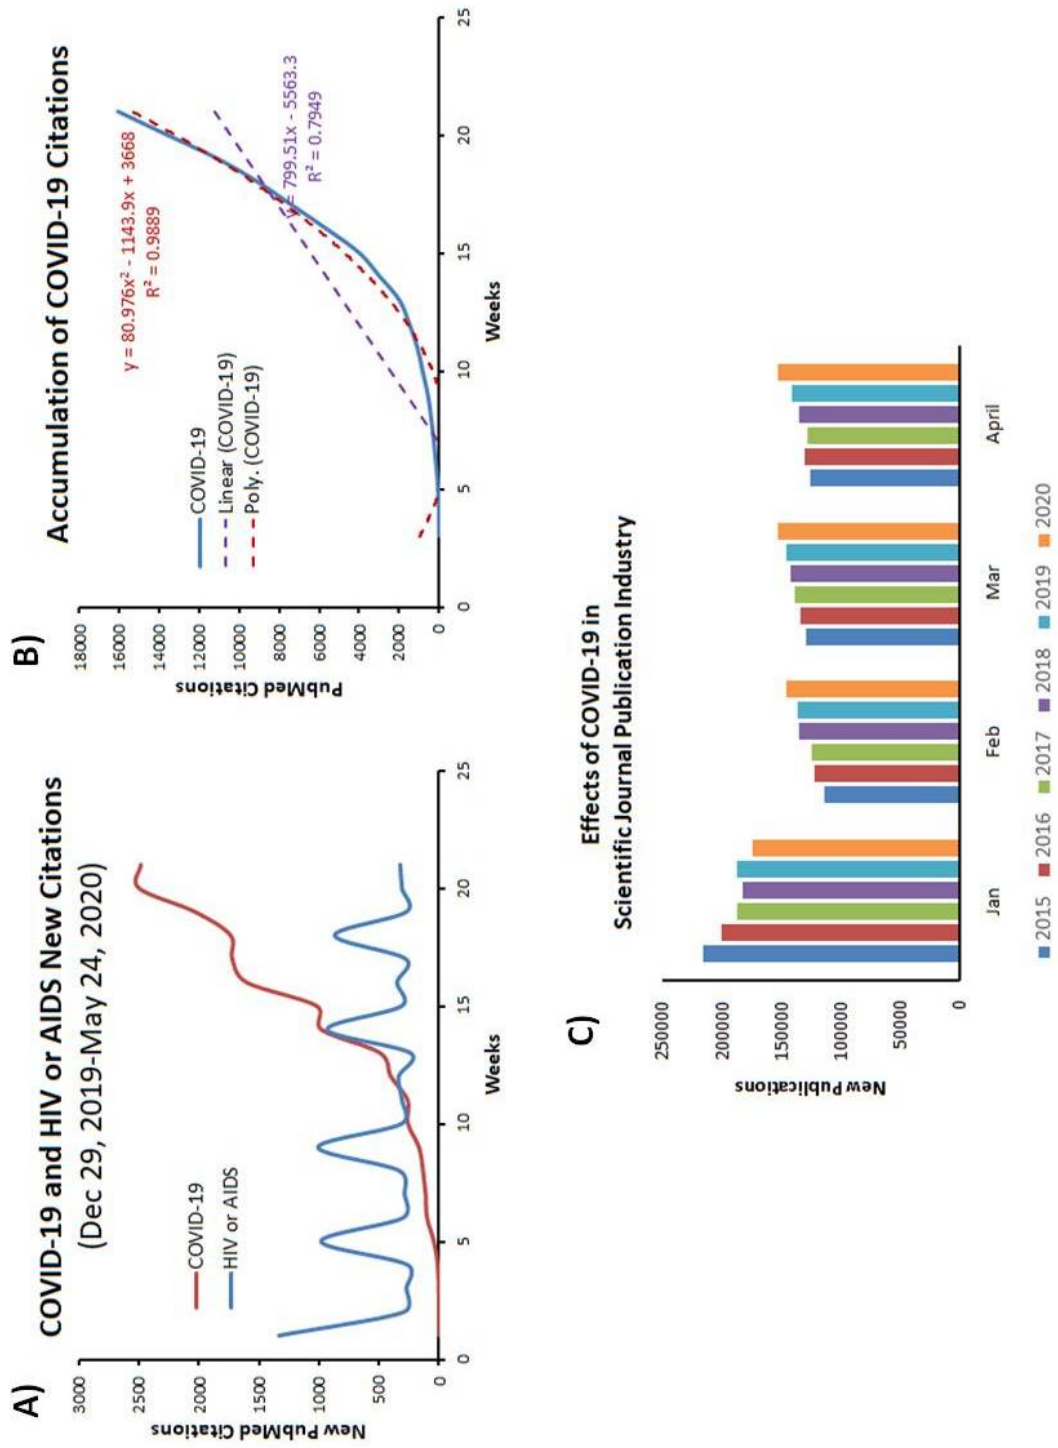 A)
COVID-19 and HIV or AIDS New Citations
(Dec 29, 2019-May 24, 2020)
3000
2500
2000
1500
1000
500
0
New PubMed Citations
COVID-19
HIV or AIDS
0
5
10
15
20
25
Weeks
B)
Accumulation of COVID-19 Citations
18000
16000
14000
12000
10000
8000
6000
4000
2000
0
PubMed Citations
y = 80.976x² - 1143.9x + 3668
R² = 0.9889
COVID-19
Linear (COVID-19)
Poly. (COVID-19)
y = 799.51x - 5563.3
R² = 0.7949
0
5
10
15
20
25
Weeks
C)
Effects of COVID-19 in
Scientific Journal Publication Industry
250000
200000
150000
100000
50000
0
New Publications
Jan
Feb
Mar
April
2015
2016
2017
2018
2019
2020